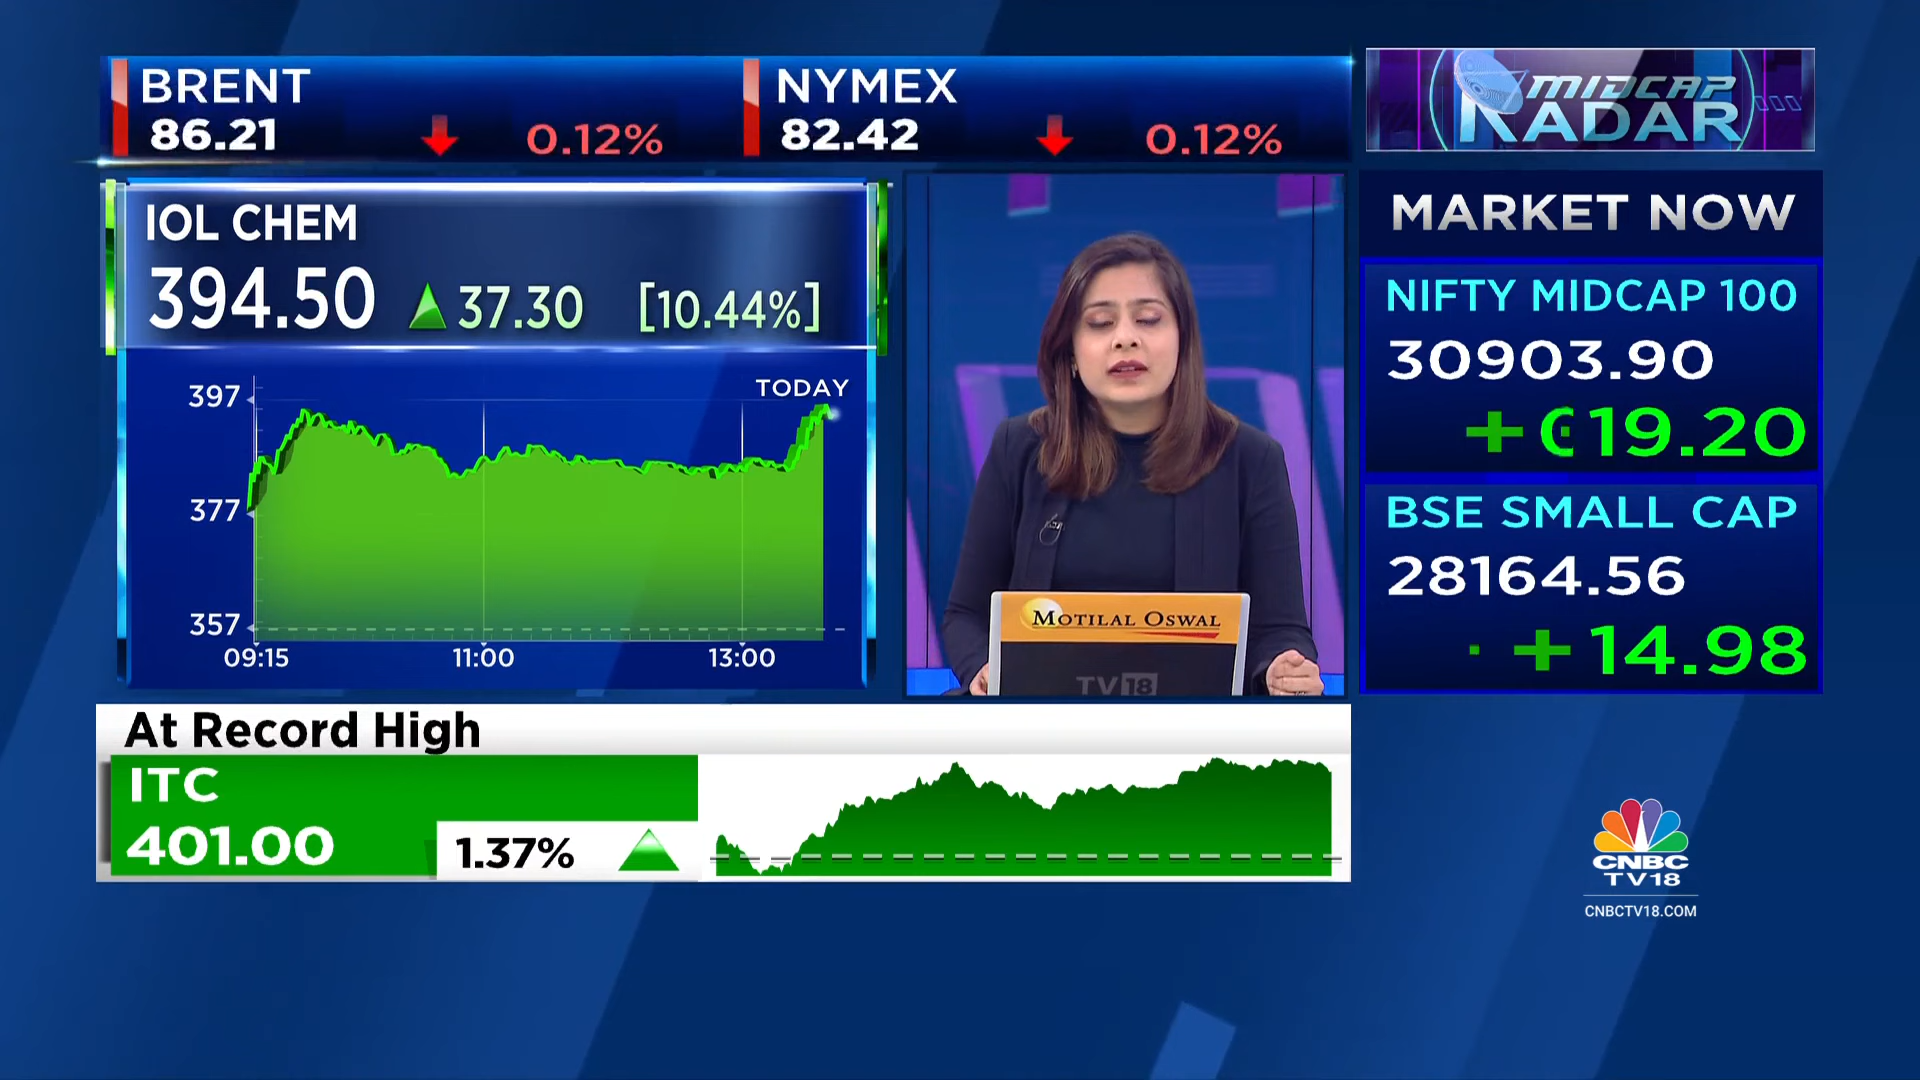 BRENT
86.21 0.12%
NYMEX
82.42 0.12%
MIDCAP
RADAR
IOL CHEM
394.50 37.30 [10.44%]
TODAY
397
377
357
09:15 11:00 13:00
MOTILAL OSWAL
TV18
MARKET NOW
NIFTY MIDCAP 100
30903.90
19.20
BSE SMALL CAP
28164.56
+14.98
At Record High
ITC
401.00
1.37%
CNBC
TV18
CNBCTV18.COM